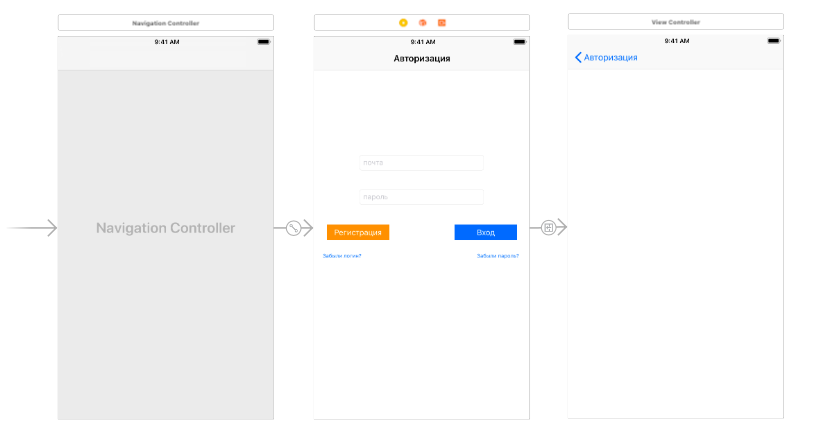 Navigation Controller
View Controller
9:41 AM
9:41 AM
9:41 AM
Авторизация
Авторизация
почта
пароль
Navigation Controller
Регистрация
Вход
Забыли логин?
Забыли пароль?